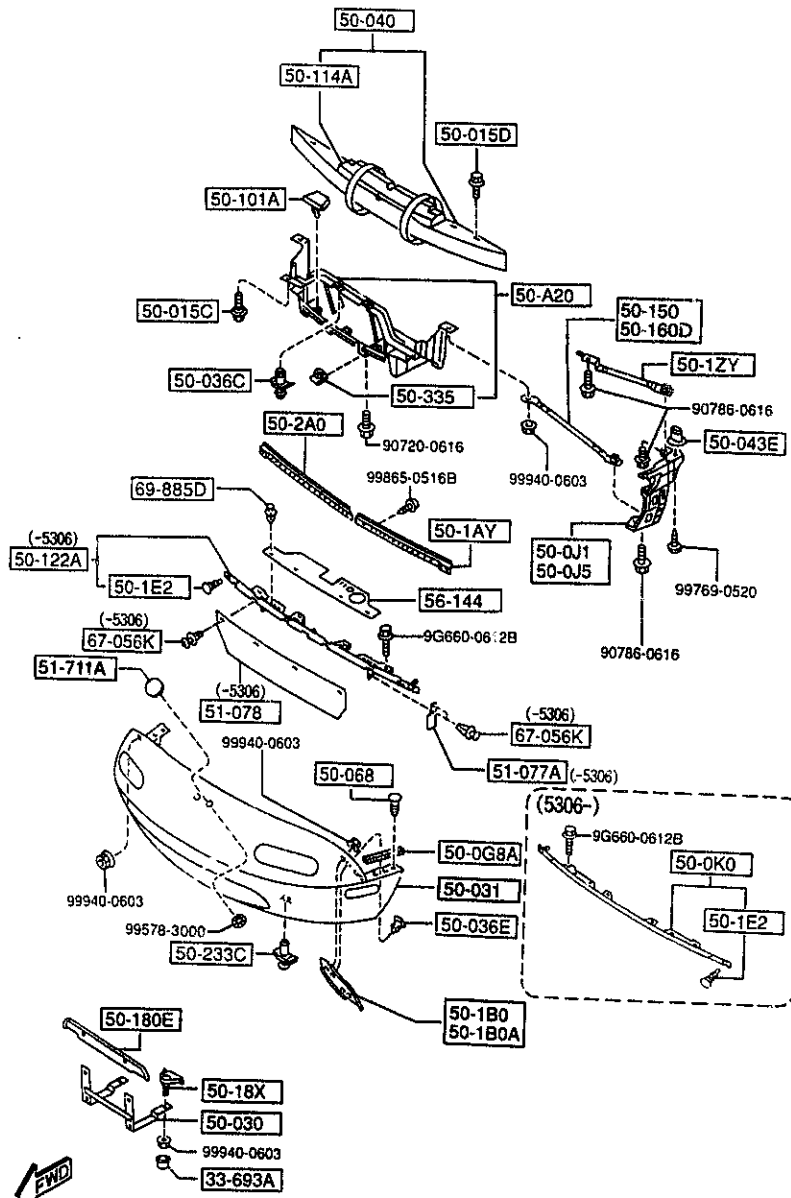 50-040
50-114A
50-015D
50-101A
50-A20
50-150
50-160D
50-015C
50-1ZY
50-036C
50-335
90786-0616
50-2A0
90720-0616
50-043E
99865-0516B
99940-0603
69-885D
50-1AY
50-0J1
50-0J5
(-5306)
50-122A
99769-0520
50-1E2
56-144
(-5306)
67-056K
9G660-0612B
90786-0616
51-711A
(-5306)
51-078
(-5306)
67-056K
99940-0603
50-068
51-077A (-5306)
(5306-)
9G660-0612B
50-0G8A
50-0K0
50-031
99940-0603
50-1E2
99578-3000
50-036E
50-233C
50-1B0
50-1B0A
50-180E
50-18X
50-030
99940-0603
33-693A
FWD